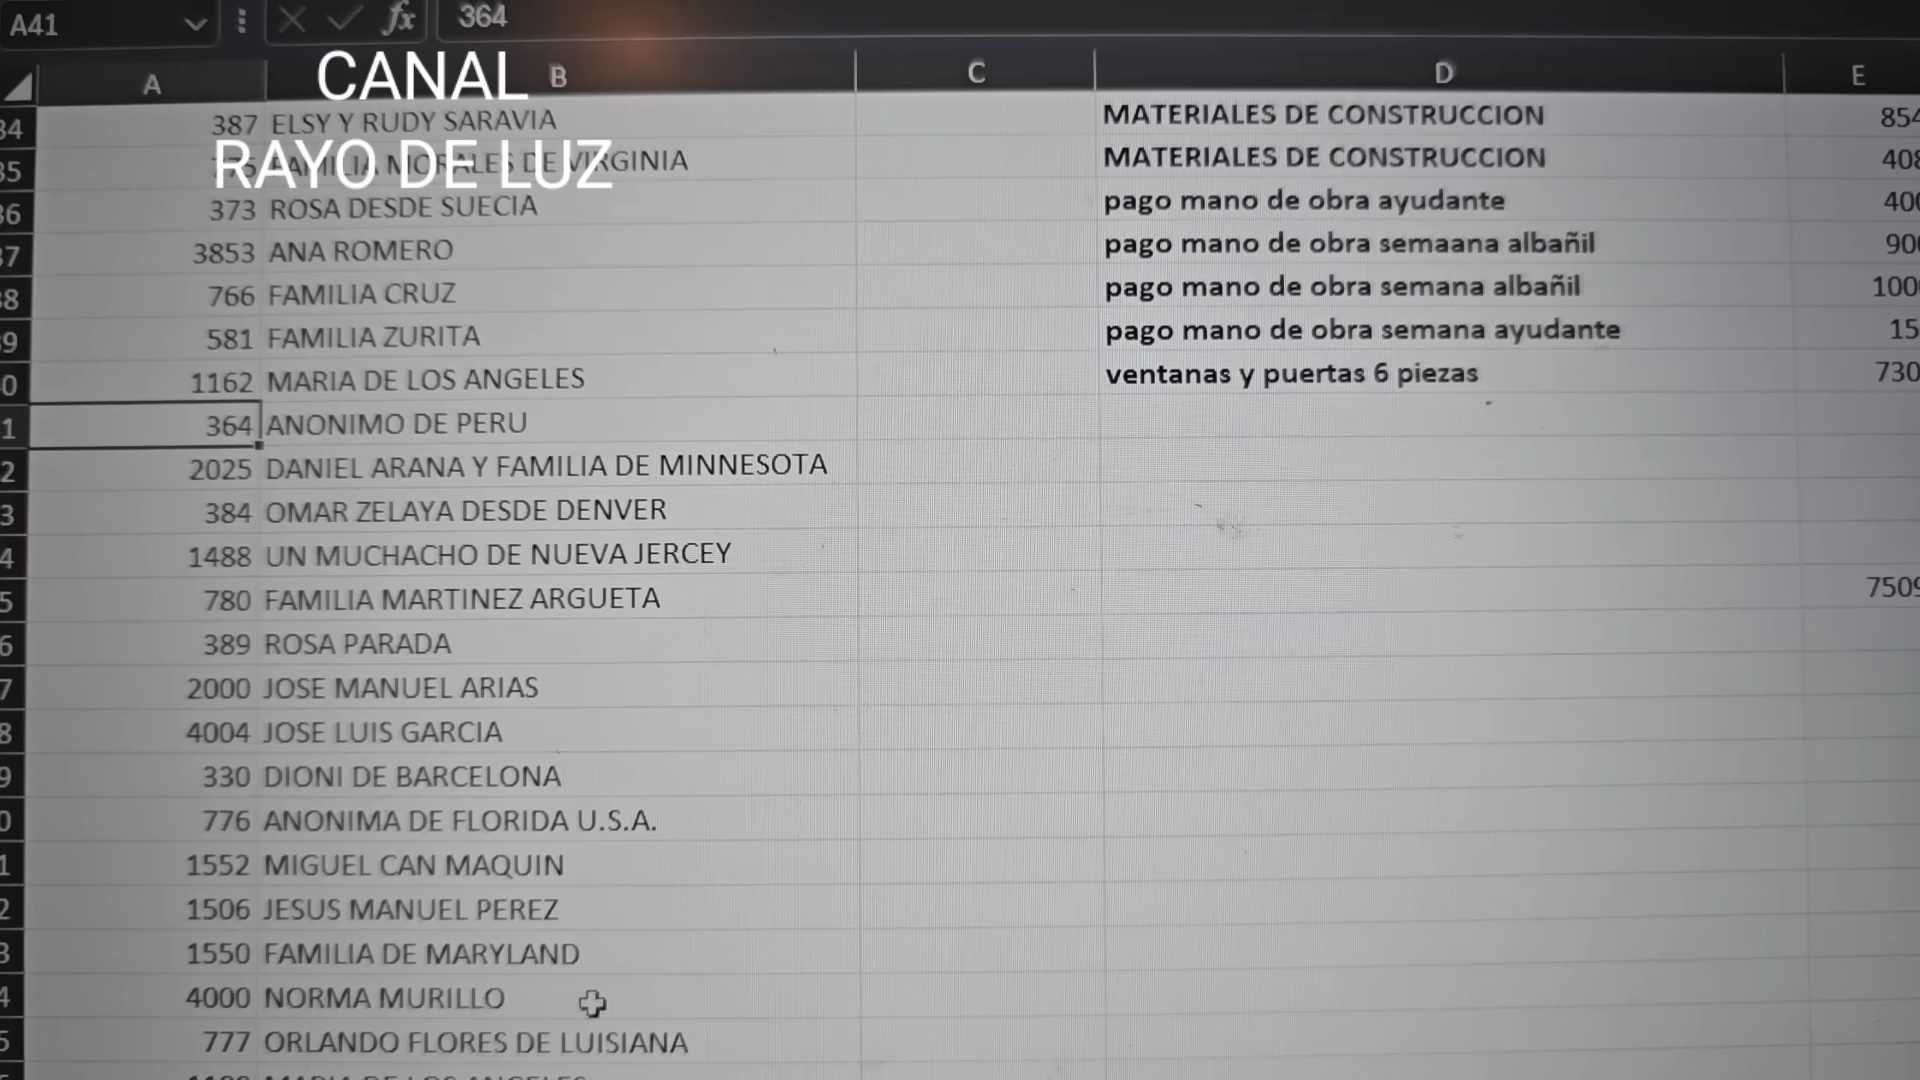 A41 fx 364
CANAL
RAYO DE LUZ
A B C D E
387 ELSY Y RUDY SARAVIA MATERIALES DE CONSTRUCCION
FAMILIA MORALES DE VIRGINIA MATERIALES DE CONSTRUCCION
373 ROSA DESDE SUECIA pago mano de obra ayudante
3853 ANA ROMERO pago mano de obra semaana albañil
766 FAMILIA CRUZ pago mano de obra semana albañil
581 FAMILIA ZURITA pago mano de obra semana ayudante
1162 MARIA DE LOS ANGELES ventanas y puertas 6 piezas
364 ANONIMO DE PERU
2025 DANIEL ARANA Y FAMILIA DE MINNESOTA
384 OMAR ZELAYA DESDE DENVER
1488 UN MUCHACHO DE NUEVA JERCEY
780 FAMILIA MARTINEZ ARGUETA 7509
389 ROSA PARADA
2000 JOSE MANUEL ARIAS
4004 JOSE LUIS GARCIA
330 DIONI DE BARCELONA
776 ANONIMA DE FLORIDA U.S.A.
1552 MIGUEL CAN MAQUIN
1506 JESUS MANUEL PEREZ
1550 FAMILIA DE MARYLAND
4000 NORMA MURILLO
777 ORLANDO FLORES DE LUISIANA